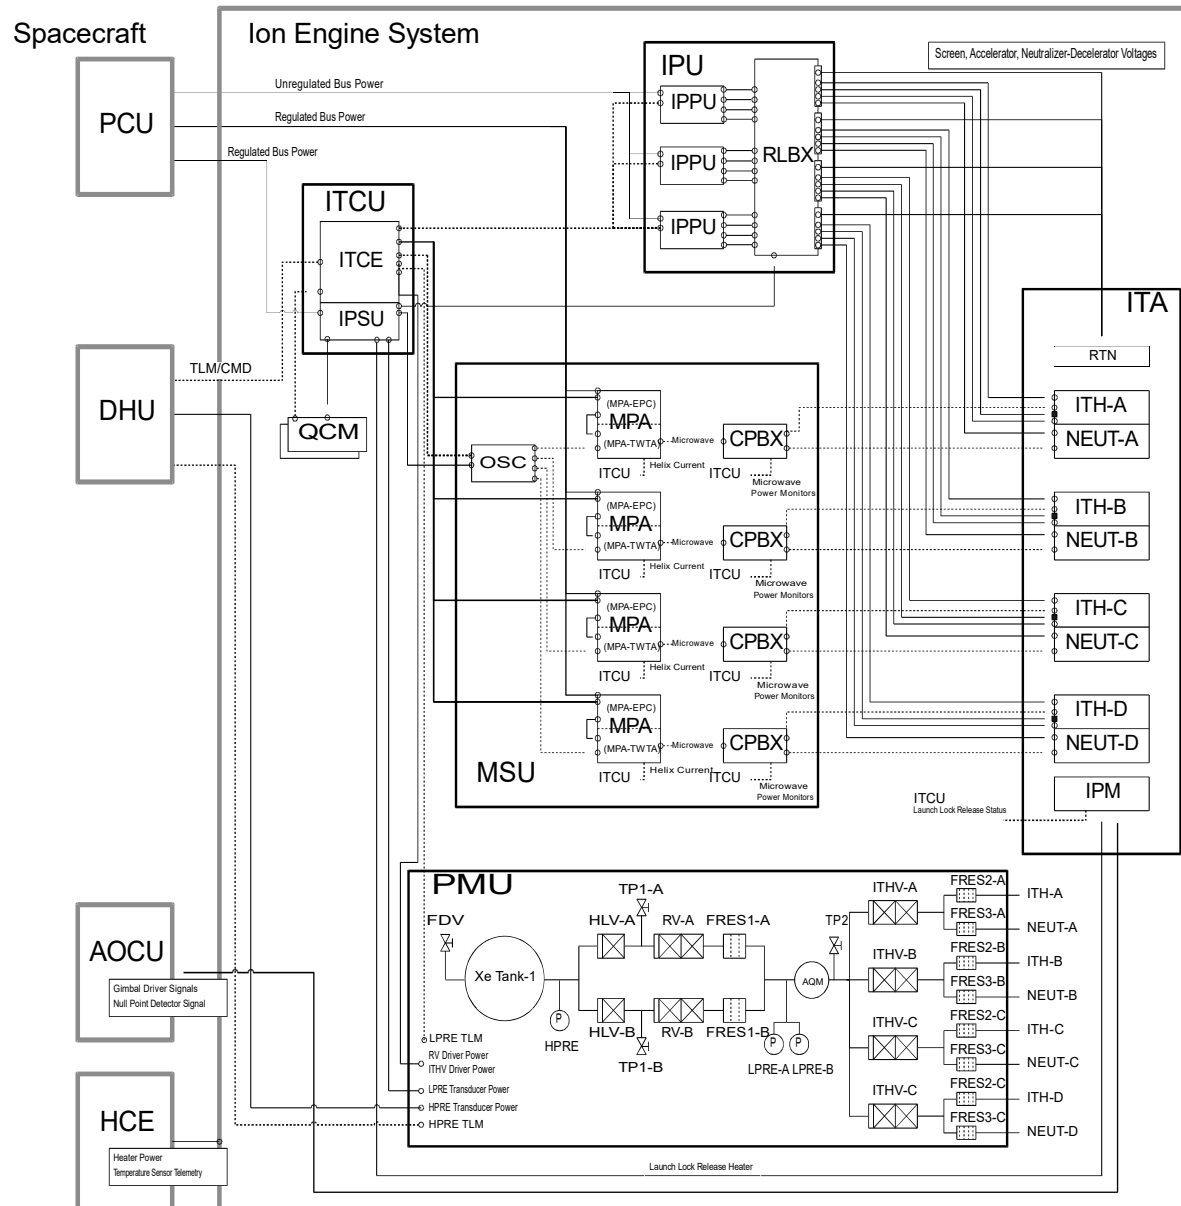 Spacecraft
Ion Engine System
Screen, Accelerator, Neutralizer-Decelerator Voltages
PCU
Unregulated Bus Power
Regulated Bus Power
Regulated Bus Power
IPU
IPPU
IPPU
IPPU
RLBX
ITCU
ITCE
IPSU
DHU
TLM/CMD
QCM
ITA
RTN
ITH-A
NEUT-A
ITH-B
NEUT-B
ITH-C
NEUT-C
ITH-D
NEUT-D
IPM
ITCU
Launch Lock Release Status
OSC
(MPA-EPC)
MPA
(MPA-TWTA)
Microwave
CPBX
ITCU
Helix Current
ITCU
Microwave
Power Monitors
(MPA-EPC)
MPA
(MPA-TWTA)
Microwave
CPBX
ITCU
Helix Current
ITCU
Microwave
Power Monitors
(MPA-EPC)
MPA
(MPA-TWTA)
Microwave
CPBX
ITCU
Helix Current
ITCU
Microwave
Power Monitors
(MPA-EPC)
MPA
(MPA-TWTA)
Microwave
CPBX
ITCU
Helix Current
ITCU
Microwave
Power Monitors
MSU
PMU
FDV
Xe Tank-1
P
HPRE
HLV-A
TP1-A
RV-A
FRES1-A
HLV-B
TP1-B
RV-B
FRES1-B
TP2
AQM
P
P
LPRE-A
LPRE-B
ITHV-A
FRES2-A
ITH-A
FRES3-A
NEUT-A
ITHV-B
FRES2-B
ITH-B
FRES3-B
NEUT-B
ITHV-C
FRES2-C
ITH-C
FRES3-C
NEUT-C
ITHV-C
FRES2-C
ITH-D
FRES3-C
NEUT-D
LPRE TLM
RV Driver Power
ITHV Driver Power
LPRE Transducer Power
HPRE Transducer Power
HPRE TLM
Launch Lock Release Heater
AOCU
Gimbal Driver Signals
Null Point Detector Signal
HCE
Heater Power
Temperature Sensor Telemetry